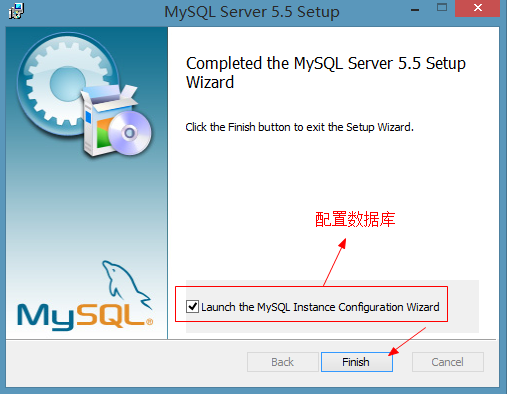 MySQL Server 5.5 Setup
Completed the MySQL Server 5.5 Setup
Wizard
Click the Finish button to exit the Setup Wizard.
配置数据库
Launch the MySQL Instance Configuration Wizard
MySQL®
Back
Finish
Cancel